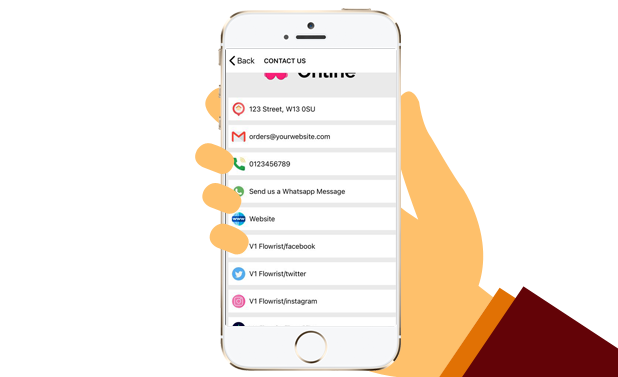 Back
CONTACT US
Online
123 Street, W13 0SU
orders@yourwebsite.com
0123456789
Send us a Whatsapp Message
www
Website
V1 Flowrist/facebook
V1 Flowrist/twitter
V1 Flowrist/instagram